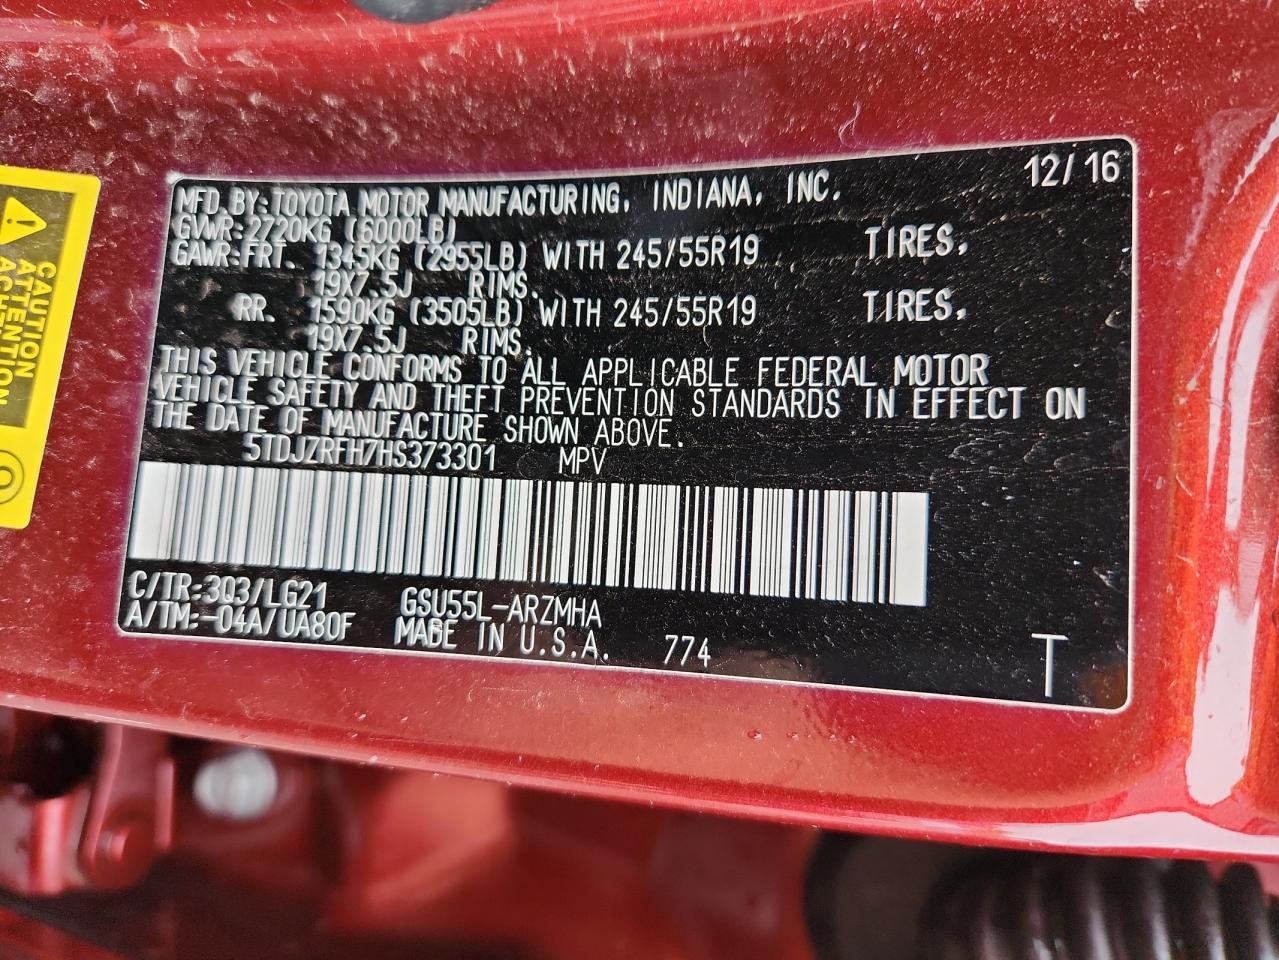 12/16
MFD.BY:TOYOTA MOTOR MANUFACTURING, INDIANA, INC.
GVWR:2720KG (6000LB)
GAWR:FRT. 1345KG (2955LB) WITH 245/55R19 TIRES,
19X7.5J RIMS.
RR. 1590KG (3505LB) WITH 245/55R19 TIRES,
19X7.5J RIMS.
THIS VEHICLE CONFORMS TO ALL APPLICABLE FEDERAL MOTOR
VEHICLE SAFETY AND THEFT PREVENTION STANDARDS IN EFFECT ON
THE DATE OF MANUFACTURE SHOWN ABOVE.
5TDJZRFH7HS373301 MPV
C/TR:3Q3/LG21 GSU55L-ARZMHA
A/TM:-04A/UA80F MADE IN U.S.A. 774
T
CAUTION
ATTENTION